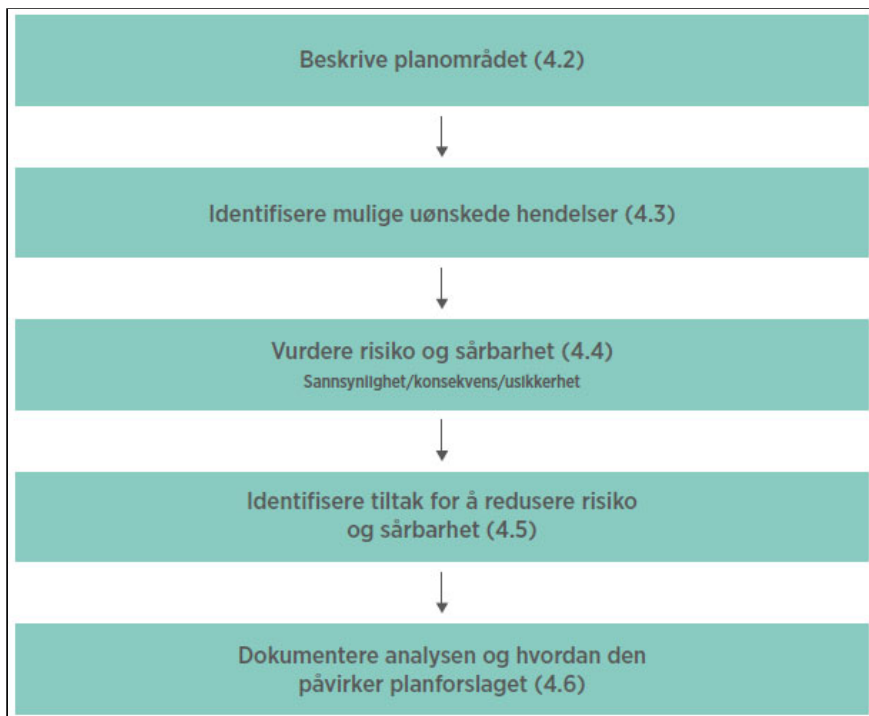 Beskrive planområdet (4.2)
Identifisere mulige uønskede hendelser (4.3)
Vurdere risiko og sårbarhet (4.4)
Sannsynlighet/konsekvens/usikkerhet
Identifisere tiltak for å redusere risiko
og sårbarhet (4.5)
Dokumentere analysen og hvordan den
påvirker planforslaget (4.6)